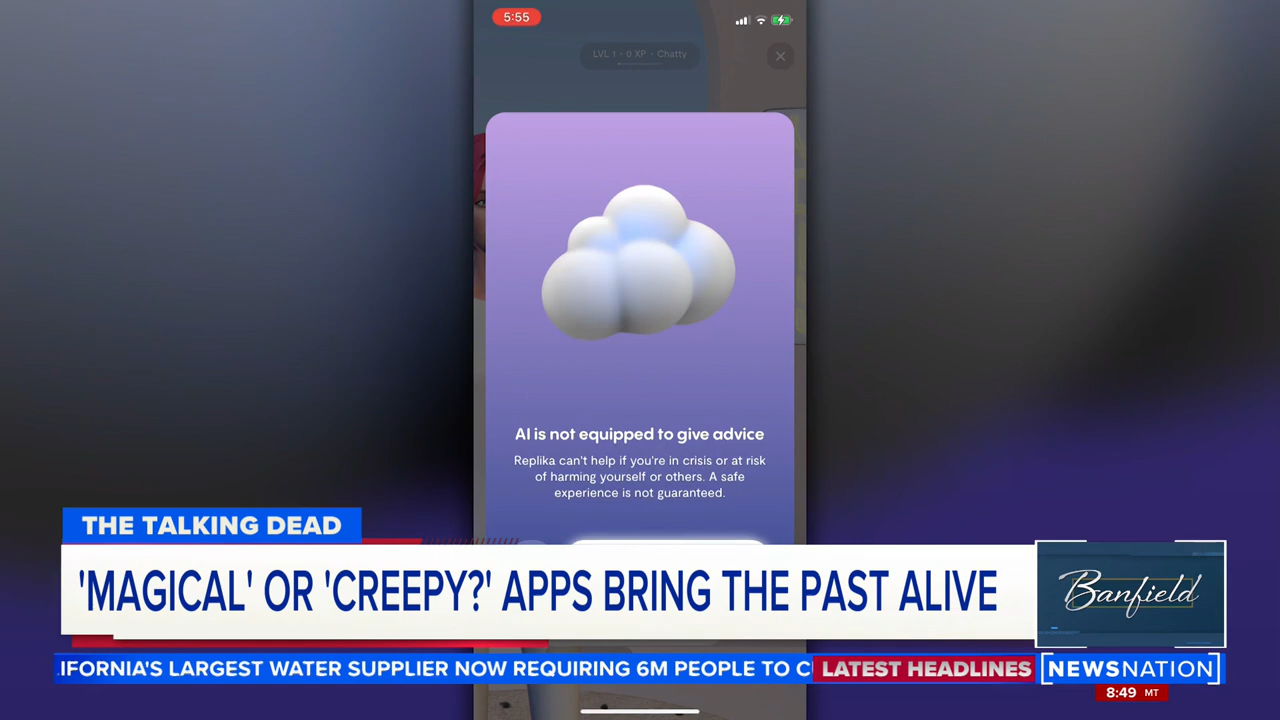 5:55
LVL 1 • 0 XP • Chatty
AI is not equipped to give advice
Replika can't help if you're in crisis or at risk
of harming yourself or others. A safe
experience is not guaranteed.
THE TALKING DEAD
'MAGICAL' OR 'CREEPY?' APPS BRING THE PAST ALIVE
Banfield
IFORNIA'S LARGEST WATER SUPPLIER NOW REQUIRING 6M PEOPLE TO C
LATEST HEADLINES
NEWSNATION
8:49 MT